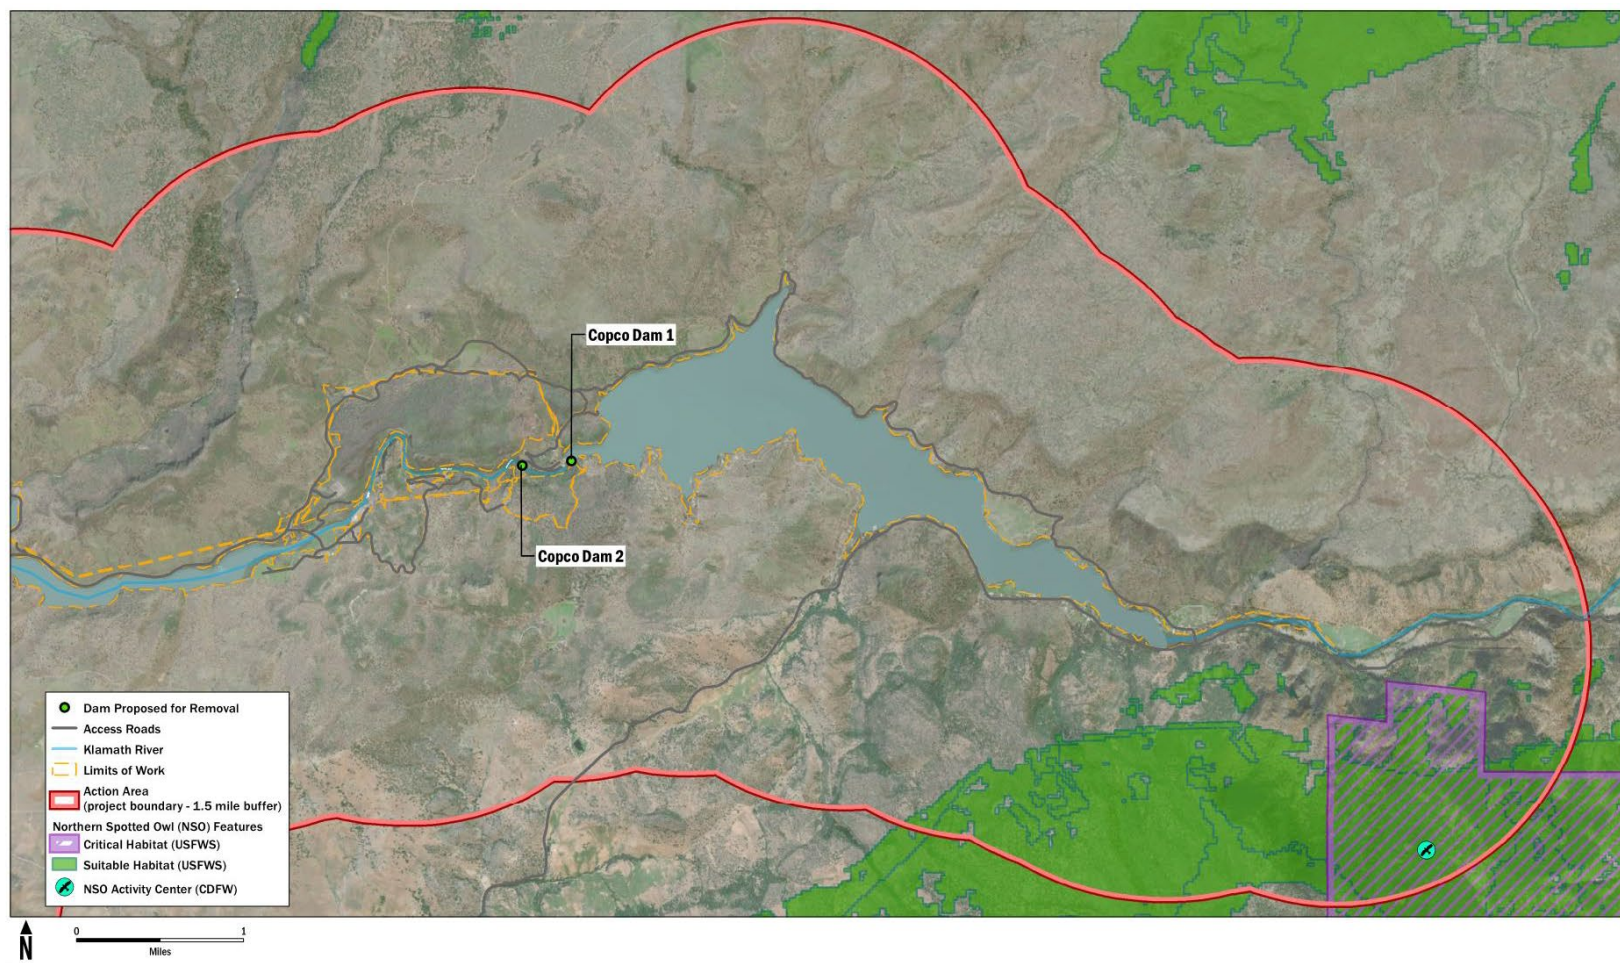 Copco Dam 1
Copco Dam 2
Dam Proposed for Removal
Access Roads
Klamath River
Limits of Work
Action Area
(project boundary - 1.5 mile buffer)
Northern Spotted Owl (NSO) Features
Critical Habitat (USFWS)
Suitable Habitat (USFWS)
NSO Activity Center (CDFW)
N
0 1
Miles